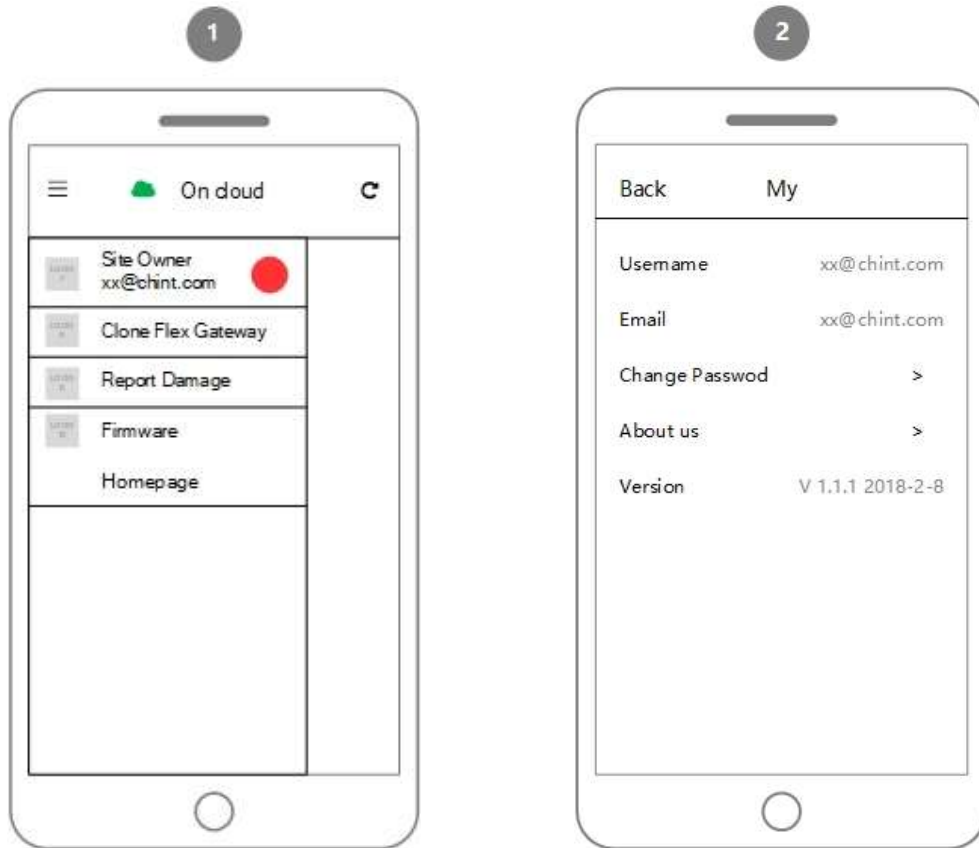 1
On cloud
Site Owner
xx@chint.com
Clone Flex Gateway
Report Damage
Firmware
Homepage
2
Back My
Username xx@chint.com
Email xx@chint.com
Change Passwod >
About us >
Version V 1.1.1 2018-2-8